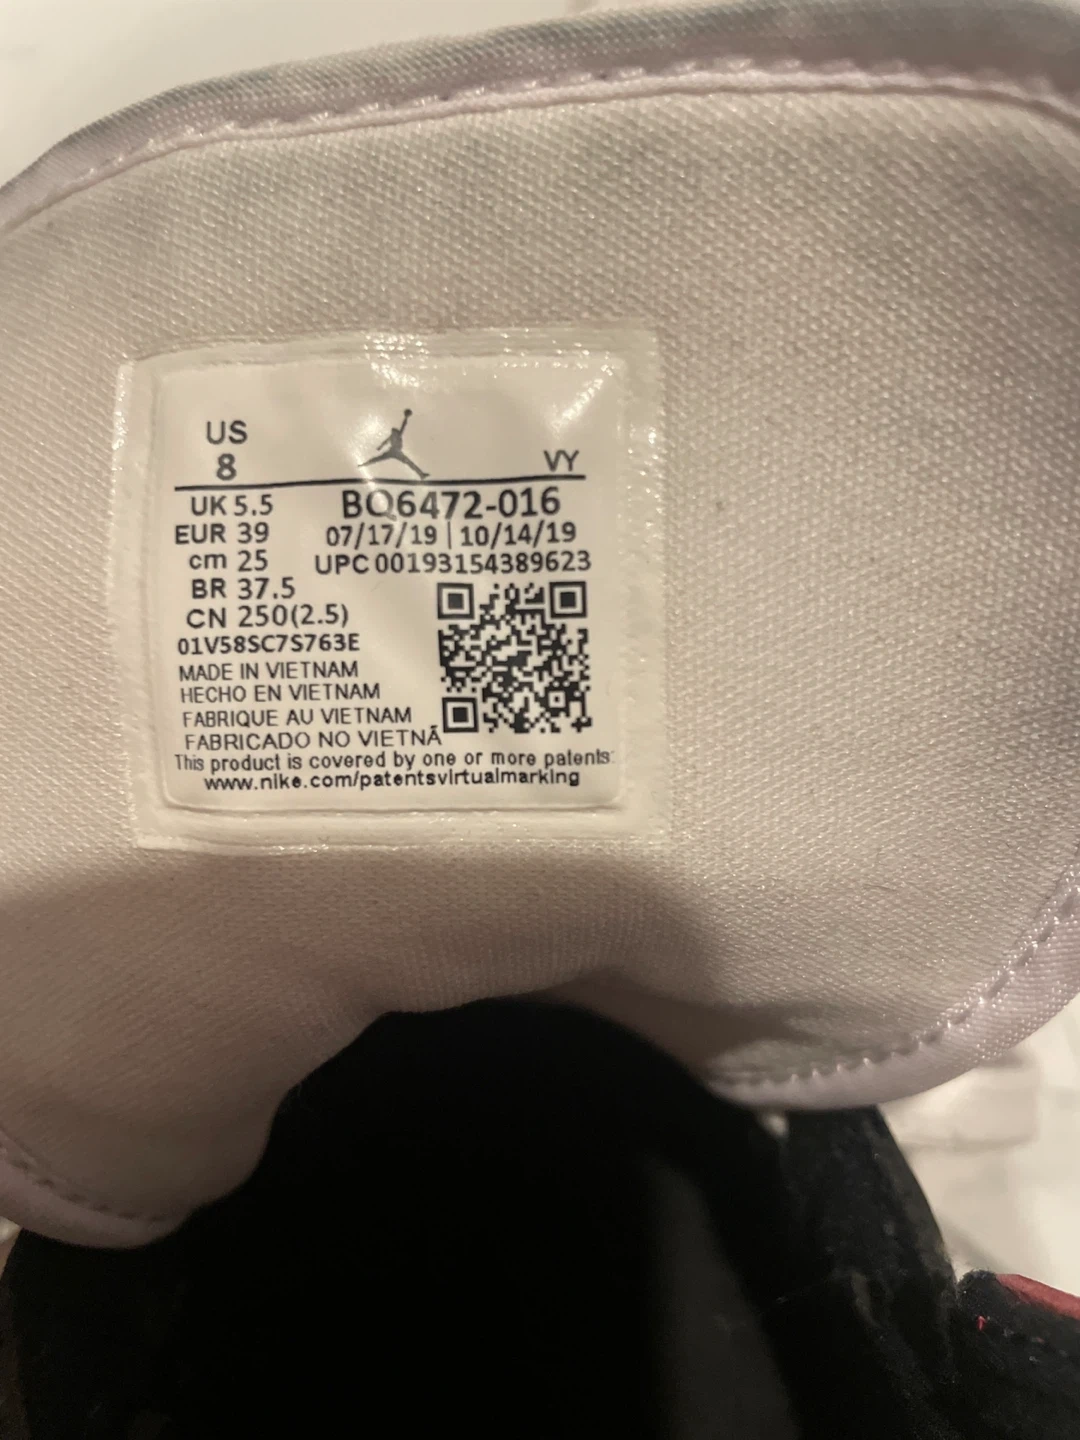 US
8
VY
UK 5.5
BQ6472-016
EUR 39
07/17/19 | 10/14/19
cm 25
UPC 00193154389623
BR 37.5
CN 250(2.5)
01V58SC7S763E
MADE IN VIETNAM
HECHO EN VIETNAM
FABRIQUE AU VIETNAM
FABRICADO NO VIETNÃ
This product is covered by one or more patents:
www.nike.com/patentsvirtualmarking